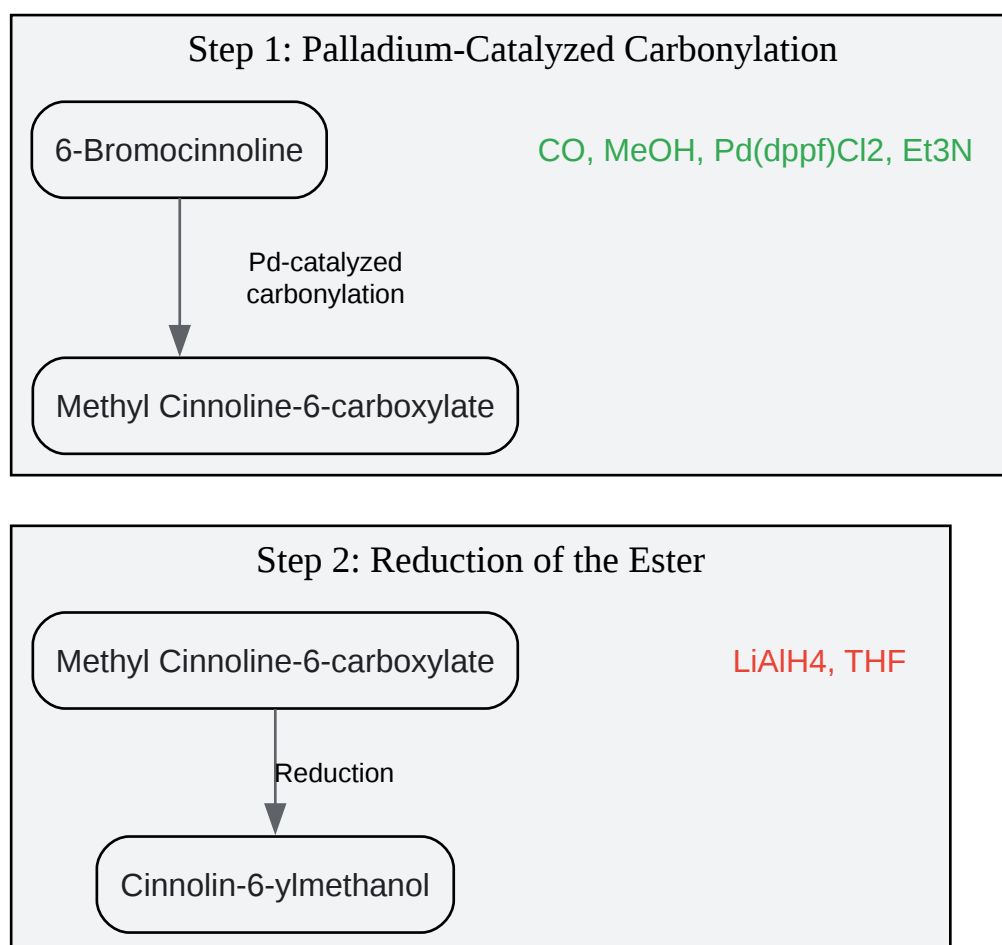 Step 1: Palladium-Catalyzed Carbonylation
6-Bromocinnoline
CO, MeOH, Pd(dppf)Cl2, Et3N
Pd-catalyzed
carbonylation
Methyl Cinnoline-6-carboxylate
Step 2: Reduction of the Ester
Methyl Cinnoline-6-carboxylate
LiAlH4, THF
Reduction
Cinnolin-6-ylmethanol